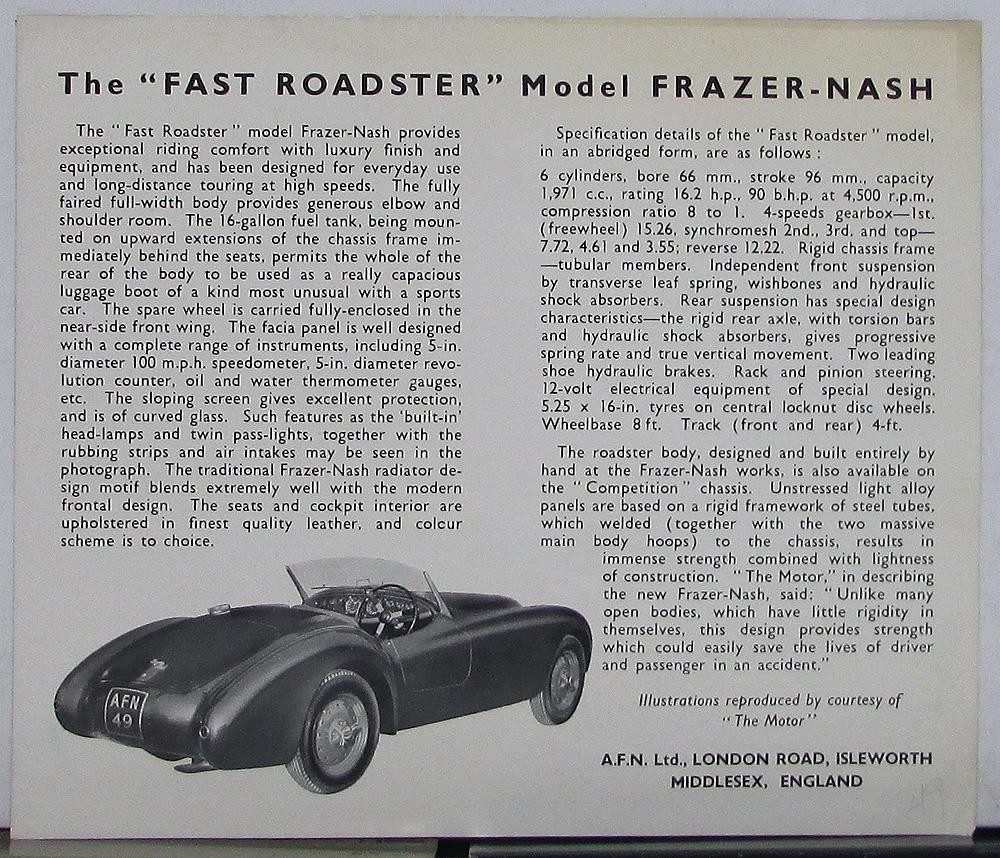 The “FAST ROADSTER” Model FRAZER-NASH
The “Fast Roadster” model Frazer-Nash provides
exceptional riding comfort with luxury finish and
equipment, and has been designed for everyday use
and long-distance touring at high speeds. The fully
faired full-width body provides generous elbow and
shoulder room. The 16-gallon fuel tank, being moun-
ted on upward extensions of the chassis frame im-
mediately behind the seats, permits the whole of the
rear of the body to be used as a really capacious
luggage boot of a kind most unusual with a sports
car. The spare wheel is carried fully-enclosed in the
near-side front wing. The facia panel is well designed
with a complete range of instruments, including 5-in.
diameter 100 m.p.h. speedometer, 5-in. diameter revo-
lution counter, oil and water thermometer gauges,
etc. The sloping screen gives excellent protection,
and is of curved glass. Such features as the ‘built-in’
head-lamps and twin pass-lights, together with the
rubbing strips and air intakes may be seen in the
photograph. The traditional Frazer-Nash radiator de-
sign motif blends extremely well with the modern
frontal design. The seats and cockpit interior are
upholstered in finest quality leather, and colour
scheme is to choice.
Specification details of the “Fast Roadster” model,
in an abridged form, are as follows :
6 cylinders, bore 66 mm., stroke 96 mm., capacity
1,971 c.c., rating 16.2 h.p., 90 b.h.p. at 4,500 r.p.m.,
compression ratio 8 to 1. 4-speeds gearbox—1st.
(freewheel) 15.26, synchromesh 2nd., 3rd. and top—
7.72, 4.61 and 3.55; reverse 12.22. Rigid chassis frame
—tubular members. Independent front suspension
by transverse leaf spring, wishbones and hydraulic
shock absorbers. Rear suspension has special design
characteristics—the rigid rear axle, with torsion bars
and hydraulic shock absorbers, gives progressive
spring rate and true vertical movement. Two leading
shoe hydraulic brakes. Rack and pinion steering.
12-volt electrical equipment of special design.
5.25 x 16-in. tyres on central locknut disc wheels.
Wheelbase 8 ft. Track (front and rear) 4-ft.
The roadster body, designed and built entirely by
hand at the Frazer-Nash works, is also available on
the “Competition” chassis. Unstressed light alloy
panels are based on a rigid framework of steel tubes,
which welded (together with the two massive
main body hoops) to the chassis, results in
immense strength combined with lightness
of construction. “The Motor,” in describing
the new Frazer-Nash, said: “Unlike many
open bodies, which have little rigidity in
themselves, this design provides strength
which could easily save the lives of driver
and passenger in an accident.”
Illustrations reproduced by courtesy of
“The Motor”
A.F.N. Ltd., LONDON ROAD, ISLEWORTH
MIDDLESEX, ENGLAND
AFN
49
49